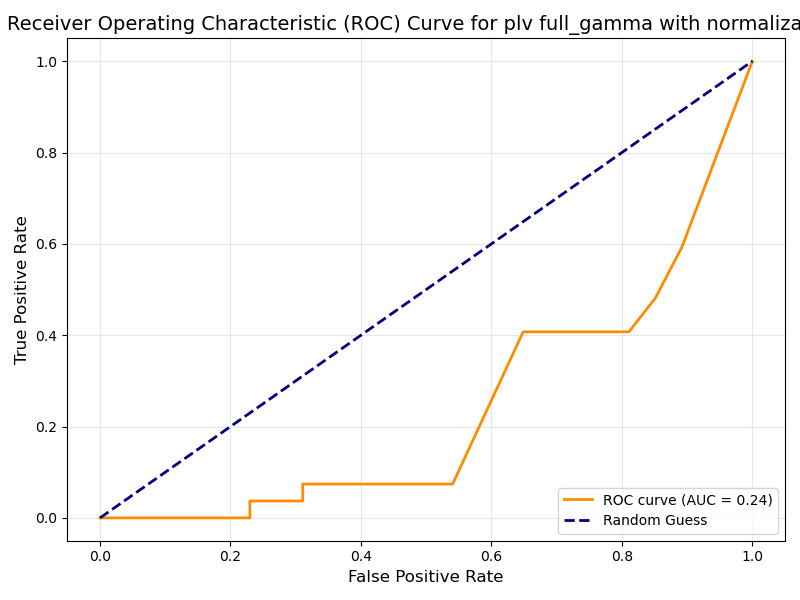 Receiver Operating Characteristic (ROC) Curve for plv full_gamma with normaliza
1.0
0.8
0.6
0.4
0.2
0.0
True Positive Rate
ROC curve (AUC = 0.24)
Random Guess
0.0 0.2 0.4 0.6 0.8 1.0
False Positive Rate